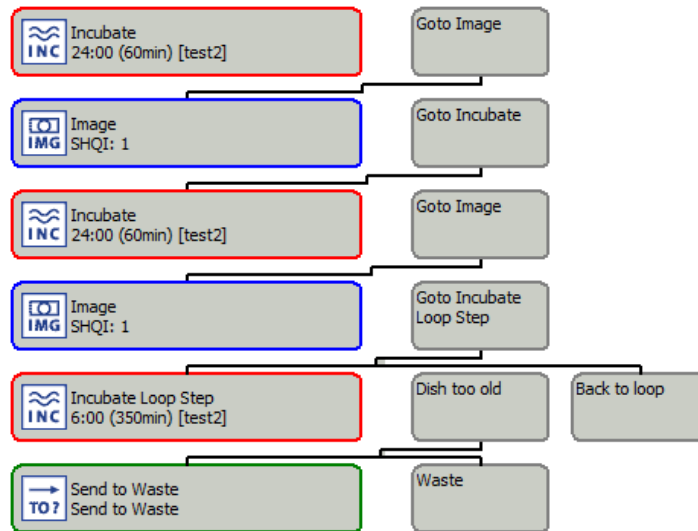 INC
Incubate
24:00 (60min) [test2]
Goto Image
IMG
Image
SHQI: 1
Goto Incubate
INC
Incubate
24:00 (60min) [test2]
Goto Image
IMG
Image
SHQI: 1
Goto Incubate
Loop Step
INC
Incubate Loop Step
6:00 (350min) [test2]
Dish too old
Back to loop
TO?
Send to Waste
Send to Waste
Waste